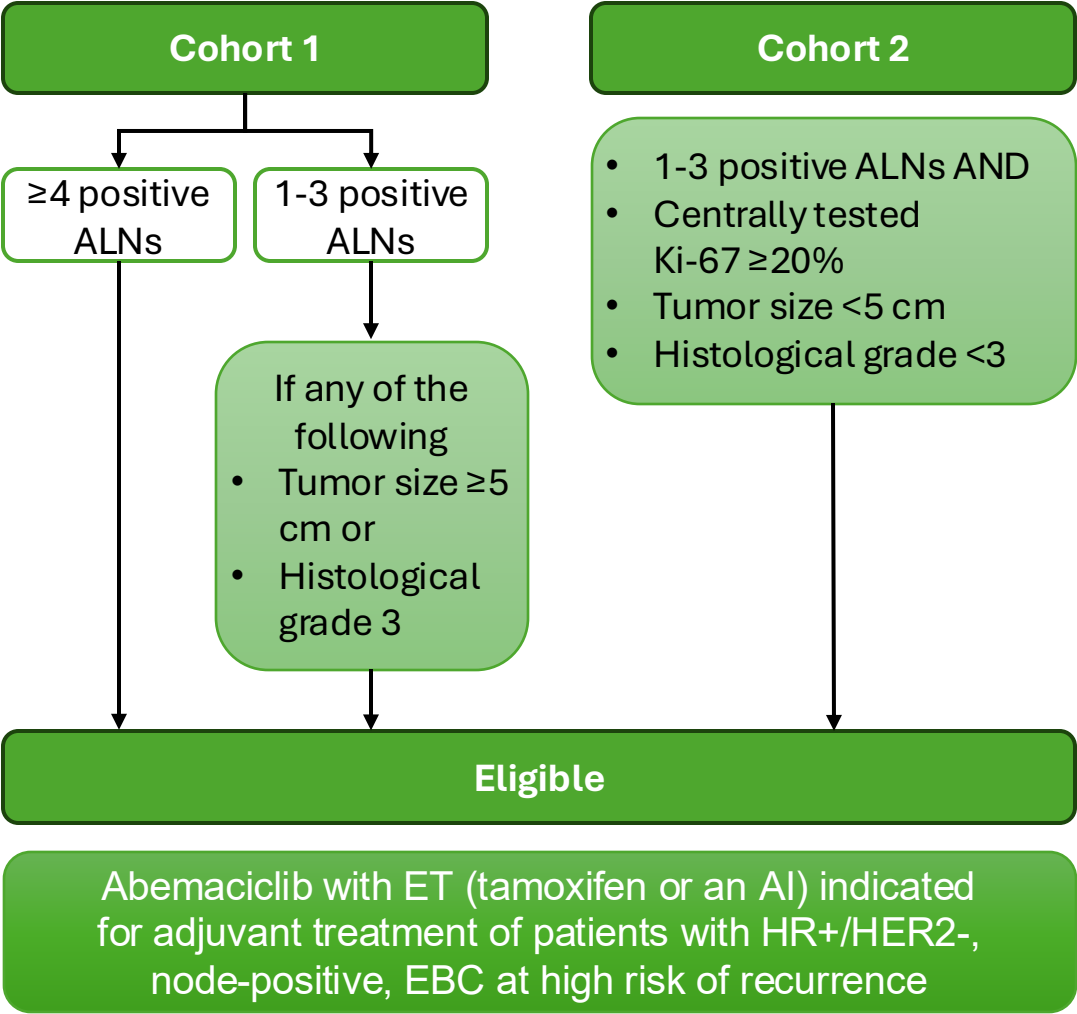 Cohort 1
≥4 positive
ALNs
1-3 positive
ALNs
If any of the
following
• Tumor size ≥5
cm or
• Histological
grade 3
Cohort 2
• 1-3 positive ALNs AND
• Centrally tested
Ki-67 ≥20%
• Tumor size <5 cm
• Histological grade <3
Eligible
Abemaciclib with ET (tamoxifen or an AI) indicated
for adjuvant treatment of patients with HR+/HER2-,
node-positive, EBC at high risk of recurrence